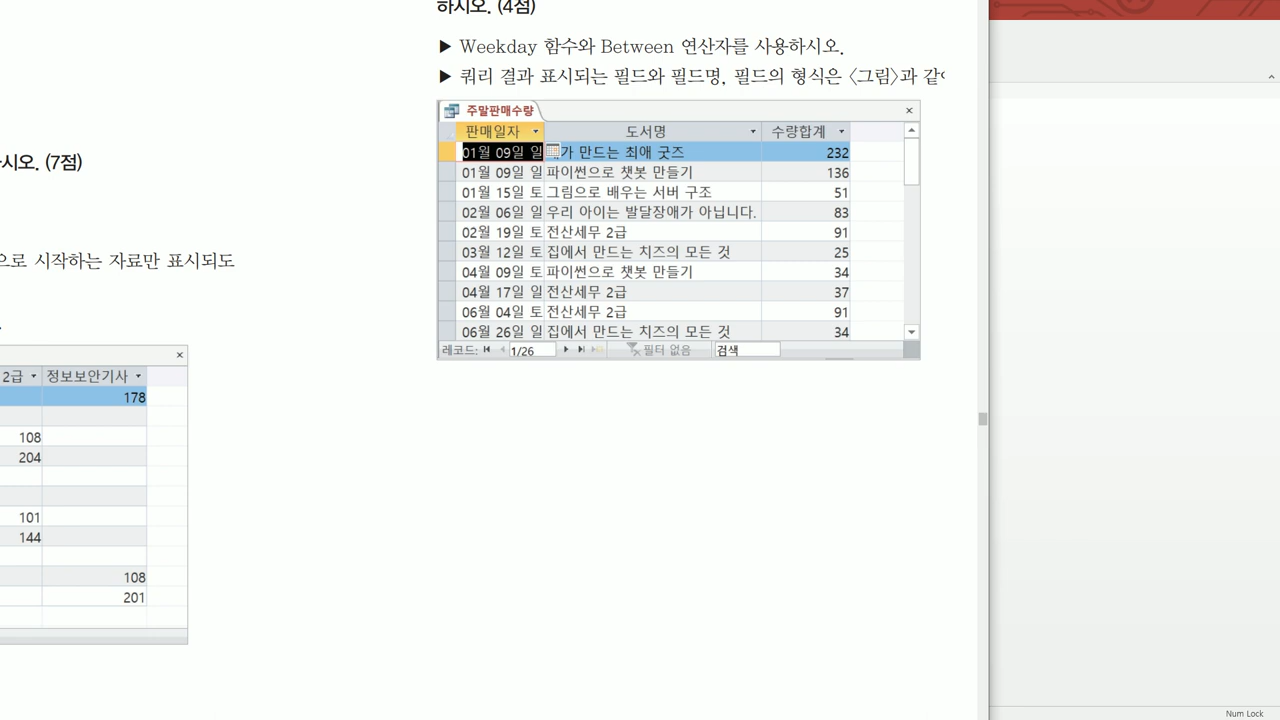 하시오. (4점)
▶ Weekday 함수와 Between 연산자를 사용하시오.
▶ 쿼리 결과 표시되는 필드와 필드명, 필드의 형식은 〈그림〉과 같
주말판매수량
판매일자 도서명 수량합계
01월 09일 일 가 만드는 최애 굿즈 232
01월 09일 일 파이썬으로 챗봇 만들기 136
01월 15일 토 그림으로 배우는 서버 구조 51
02월 06일 일 우리 아이는 발달장애가 아닙니다. 83
02월 19일 토 전산세무 2급 91
03월 12일 토 집에서 만드는 치즈의 모든 것 25
04월 09일 토 파이썬으로 챗봇 만들기 34
04월 17일 일 전산세무 2급 37
06월 04일 토 전산세무 2급 91
06월 26일 일 집에서 만드는 치즈의 모든 것 34
레코드: 1/26 필터 없음 검색
시오. (7점)
으로 시작하는 자료만 표시되도
2급 정보보안기사
178
108
204
101
144
108
201
Num Lock